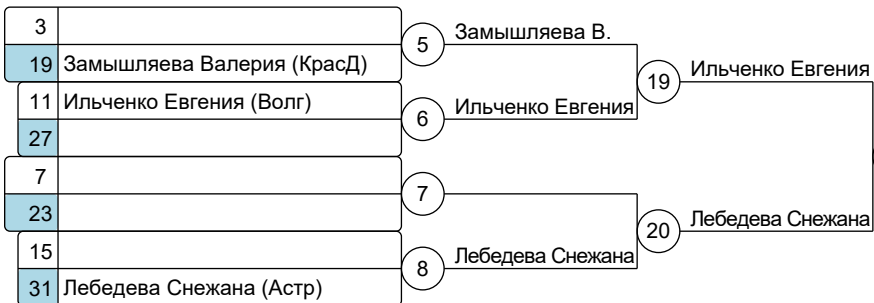 3
5
Замышляева В.
19 Замышляева Валерия (КрасД)
19
Ильченко Евгения
11 Ильченко Евгения (Волг)
6
Ильченко Евгения
27
7
7
23
20
Лебедева Снежана
15
8
Лебедева Снежана
31 Лебедева Снежана (Астр)